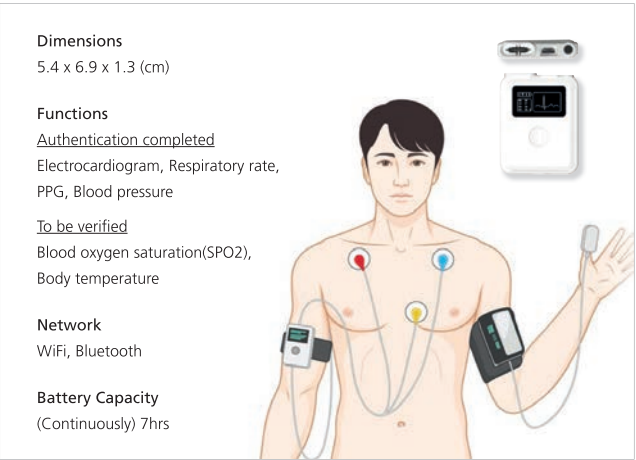 Dimensions
5.4 x 6.9 x 1.3 (cm)
Functions
Authentication completed
Electrocardiogram, Respiratory rate,
PPG, Blood pressure
To be verified
Blood oxygen saturation(SPO2),
Body temperature
Network
WiFi, Bluetooth
Battery Capacity
(Continuously) 7hrs